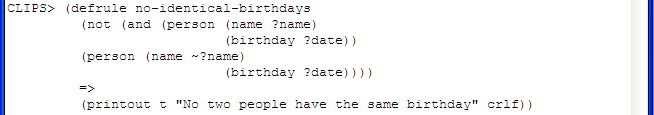 CLIPS> (defrule no-identical-birthdays
(not (and (person (name ?name)
(birthday ?date))
(person (name ~?name)
(birthday ?date))))
=>
(printout t "No two people have the same birthday" crlf))